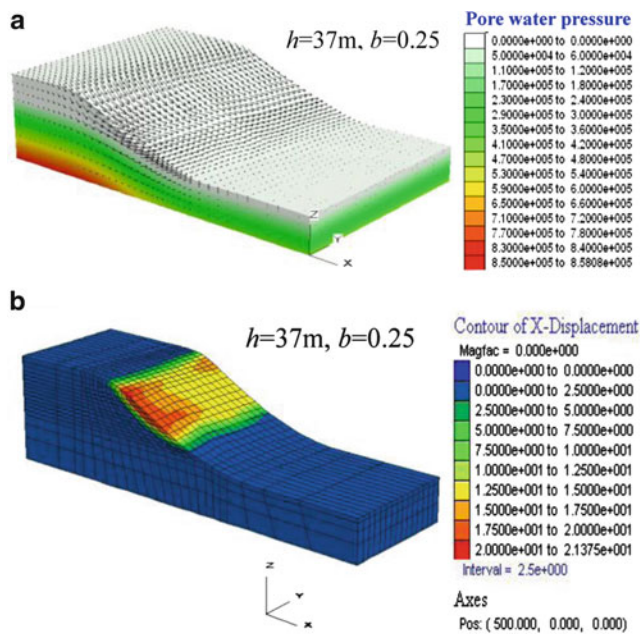 a
h=37m, b=0.25
Pore water pressure
0.0000e+000 to 0.0000e+000
5.0000e+004 to 6.0000e+004
1.1000e+005 to 1.2000e+005
1.7000e+005 to 1.8000e+005
2.3000e+005 to 2.4000e+005
2.9000e+005 to 3.0000e+005
3.5000e+005 to 3.6000e+005
4.1000e+005 to 4.2000e+005
4.7000e+005 to 4.8000e+005
5.3000e+005 to 5.4000e+005
5.9000e+005 to 6.0000e+005
6.5000e+005 to 6.6000e+005
7.1000e+005 to 7.2000e+005
7.7000e+005 to 7.8000e+005
8.3000e+005 to 8.4000e+005
8.5000e+005 to 8.5808e+005
Z
Y
X
b
h=37m, b=0.25
Contour of X-Displacement
Magfac = 0.000e+000
0.0000e+000 to 0.0000e+000
0.0000e+000 to 2.5000e+000
2.5000e+000 to 5.0000e+000
5.0000e+000 to 7.5000e+000
7.5000e+000 to 1.0000e+001
1.0000e+001 to 1.2500e+001
1.2500e+001 to 1.5000e+001
1.5000e+001 to 1.7500e+001
1.7500e+001 to 2.0000e+001
2.0000e+001 to 2.1375e+001
Interval = 2.5e+000
Axes
Pos: ( 500.000, 0.000, 0.000)
Z
Y
X